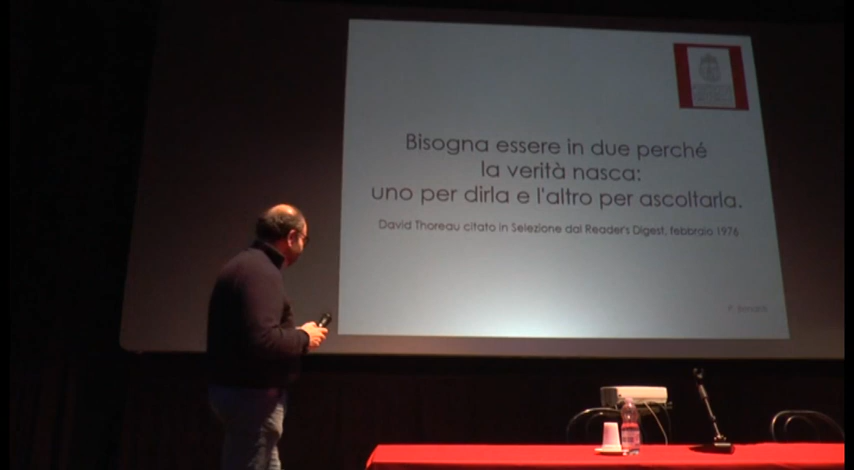 Bisogna essere in due perché
la verità nasca:
uno per dirla e l'altro per ascoltarla.
David Thoreau citato in Selezione dal Reader's Digest, febbraio 1976